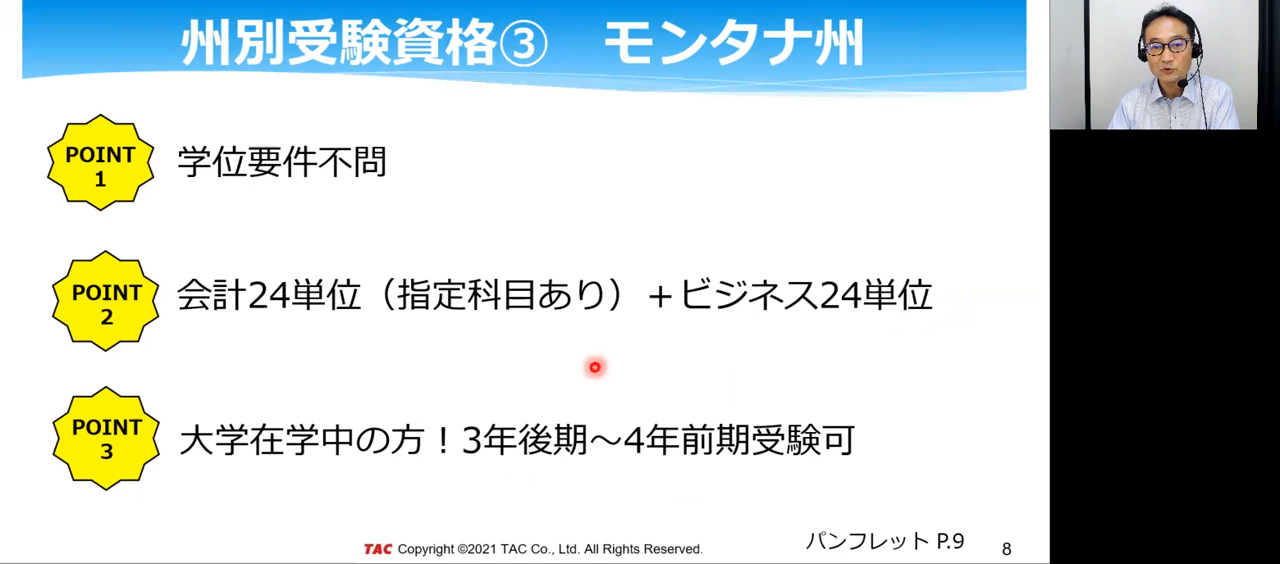 州別受験資格③　モンタナ州
POINT
1
学位要件不問
POINT
2
会計24単位（指定科目あり）＋ビジネス24単位
POINT
3
大学在学中の方！3年後期～4年前期受験可
TAC Copyright ©2021 TAC Co., Ltd. All Rights Reserved.
パンフレット P.9
8